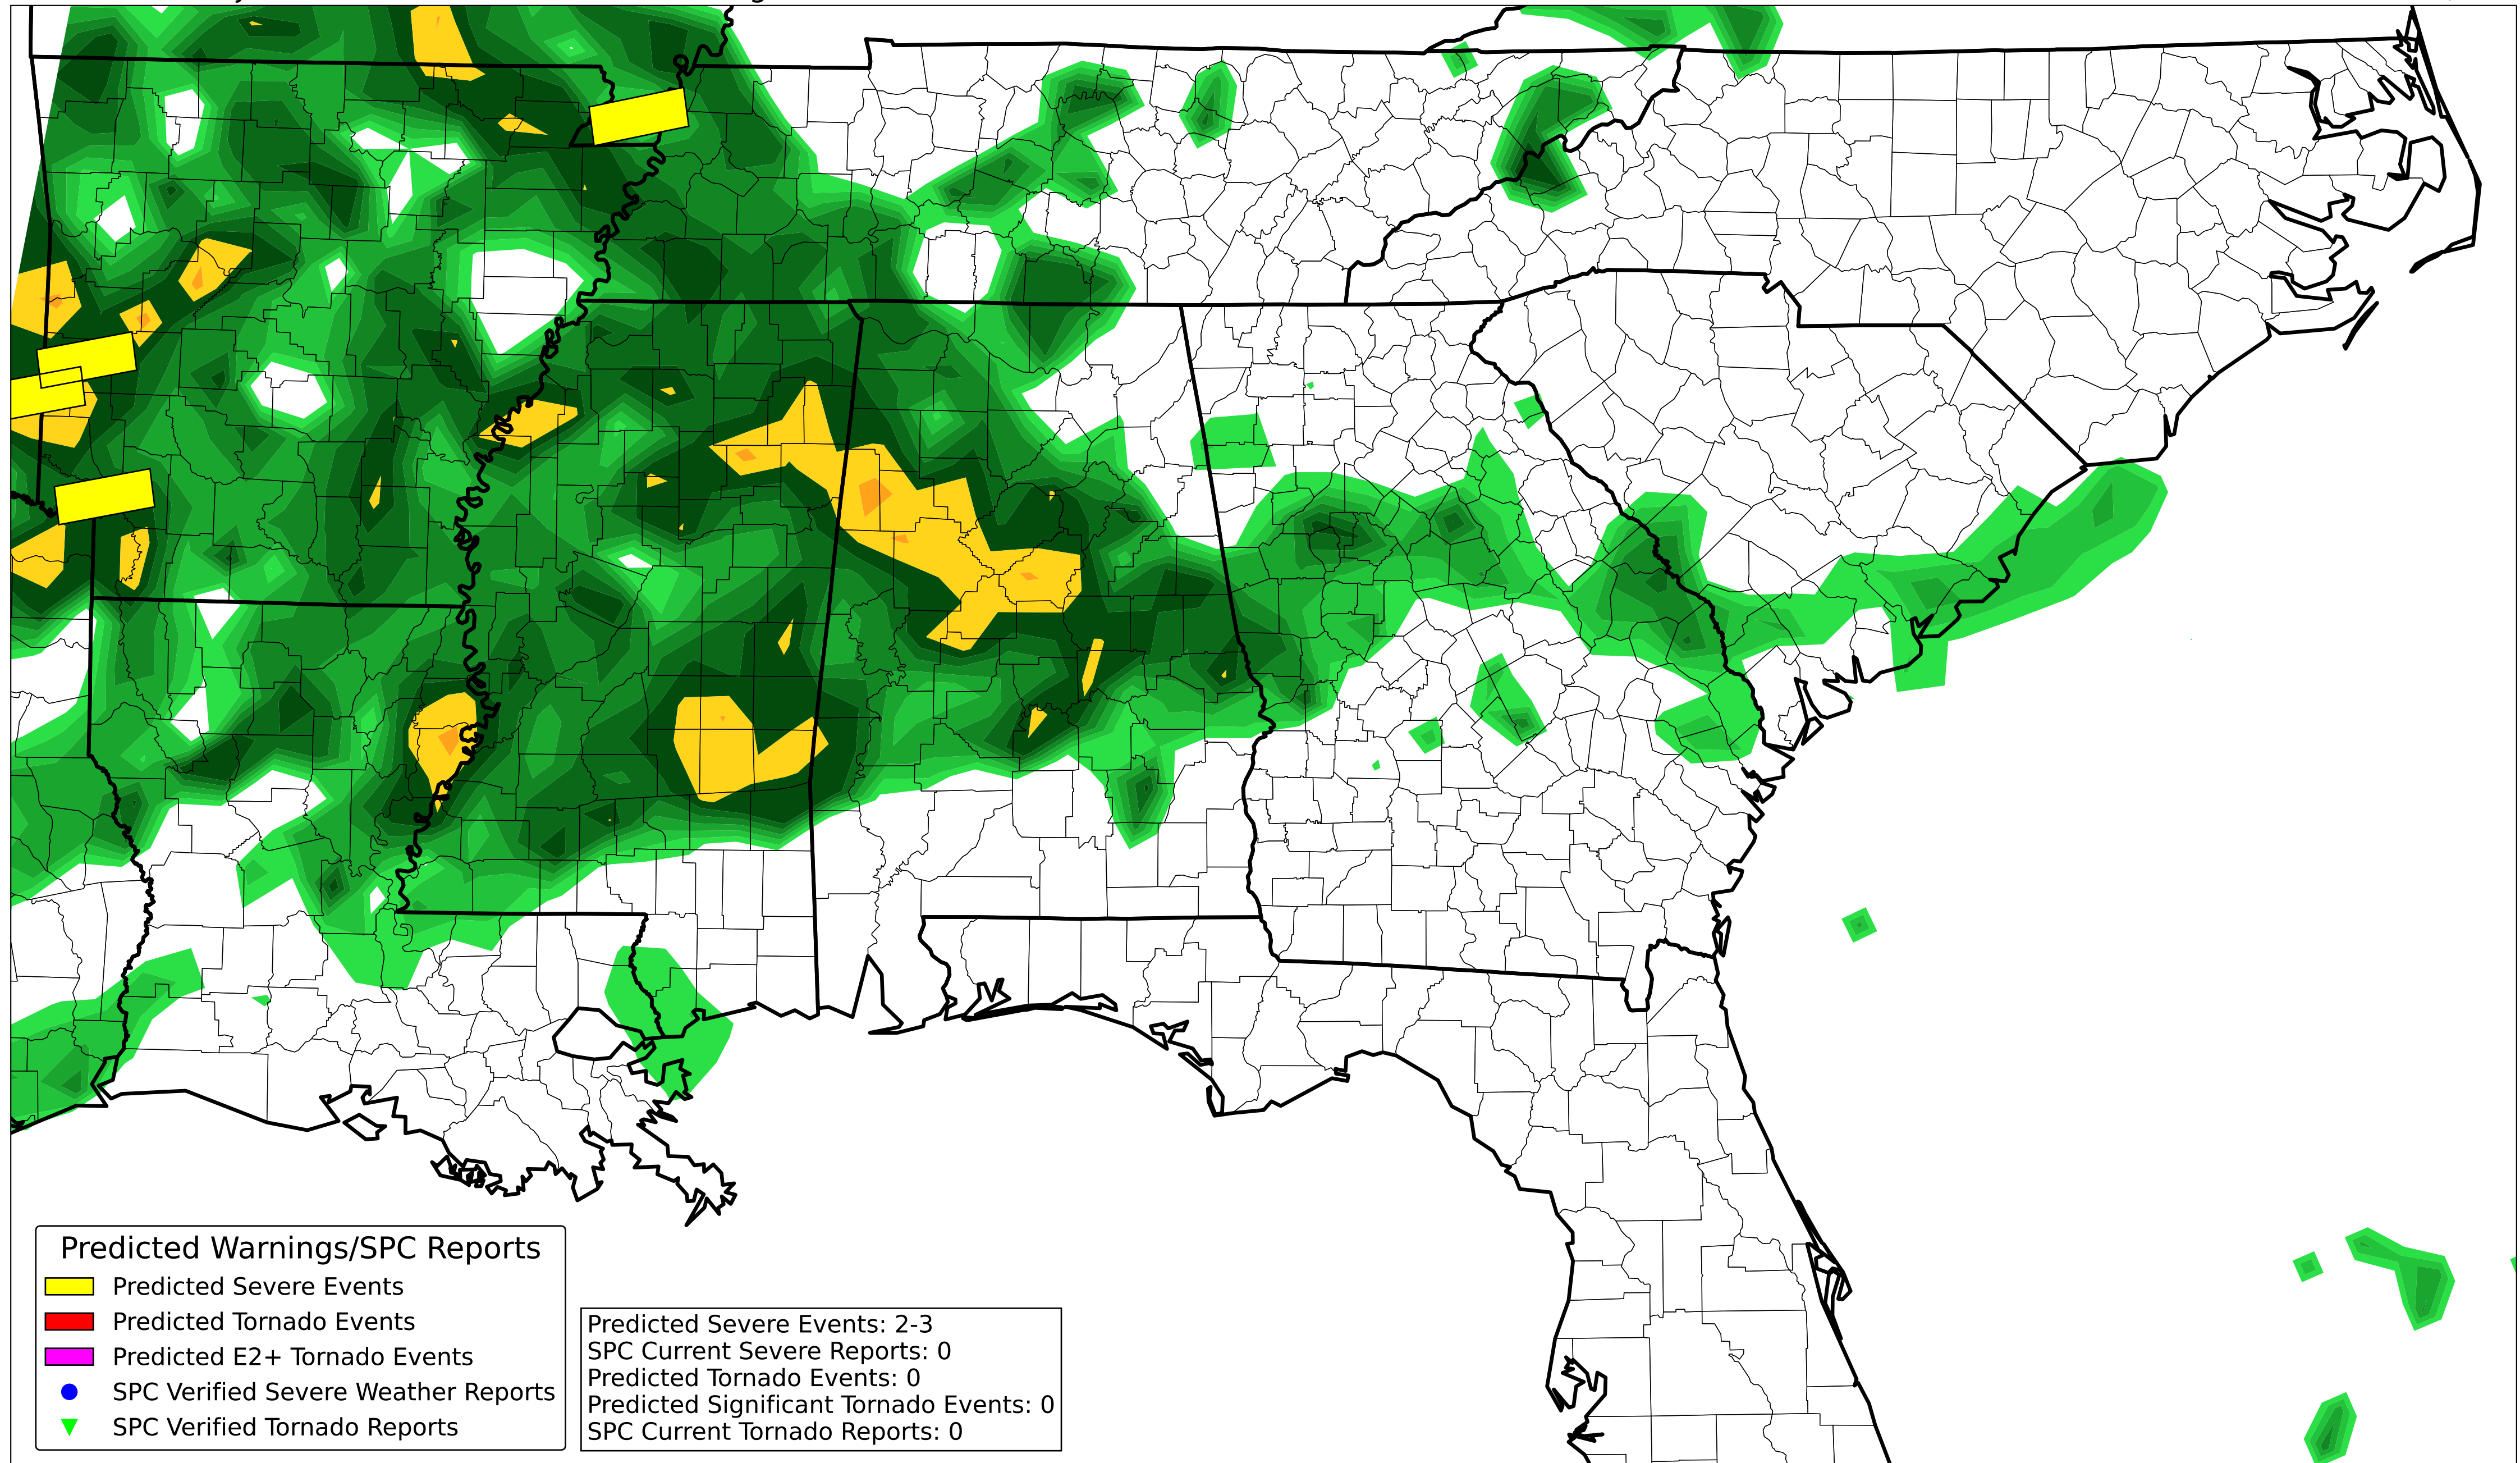 Predicted Warnings/SPC Reports
Predicted Severe Events
Predicted Tornado Events
Predicted E2+ Tornado Events
SPC Verified Severe Weather Reports
SPC Verified Tornado Reports
Predicted Severe Events: 2-3
SPC Current Severe Reports: 0
Predicted Tornado Events: 0
Predicted Significant Tornado Events: 0
SPC Current Tornado Reports: 0